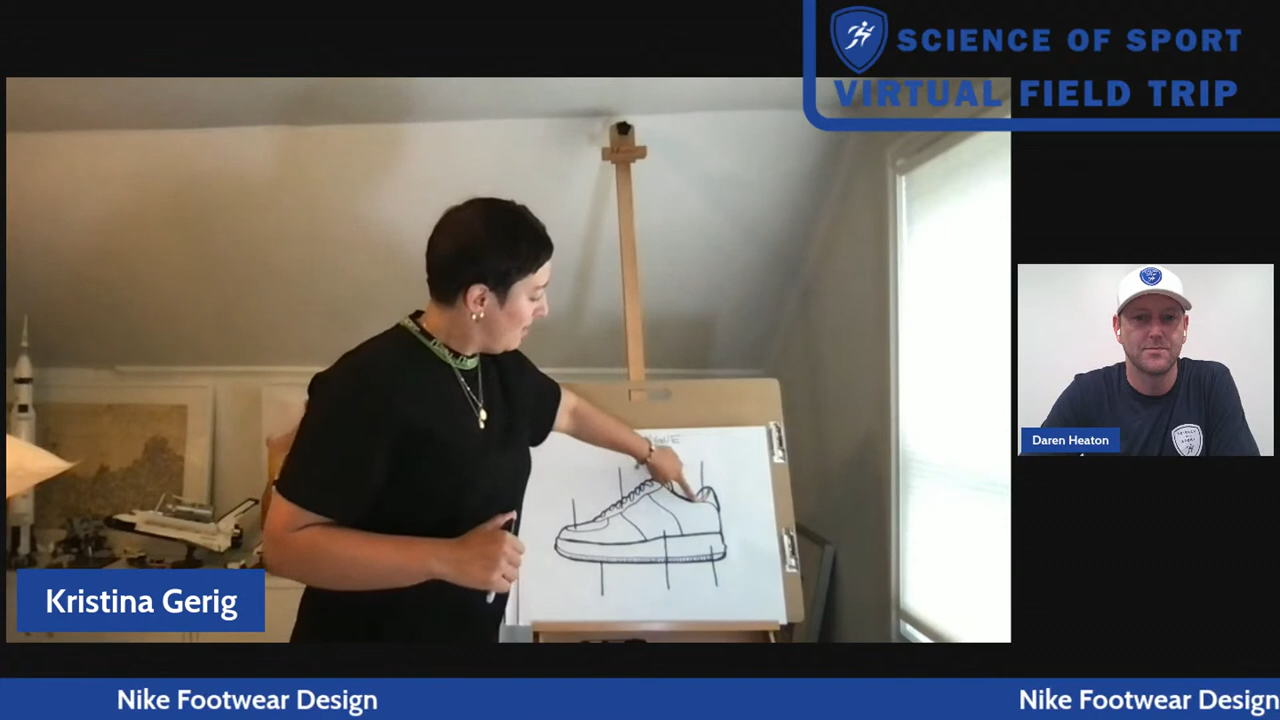 SCIENCE OF SPORT
VIRTUAL FIELD TRIP
Daren Heaton
Kristina Gerig
Nike Footwear Design
Nike Footwear Design